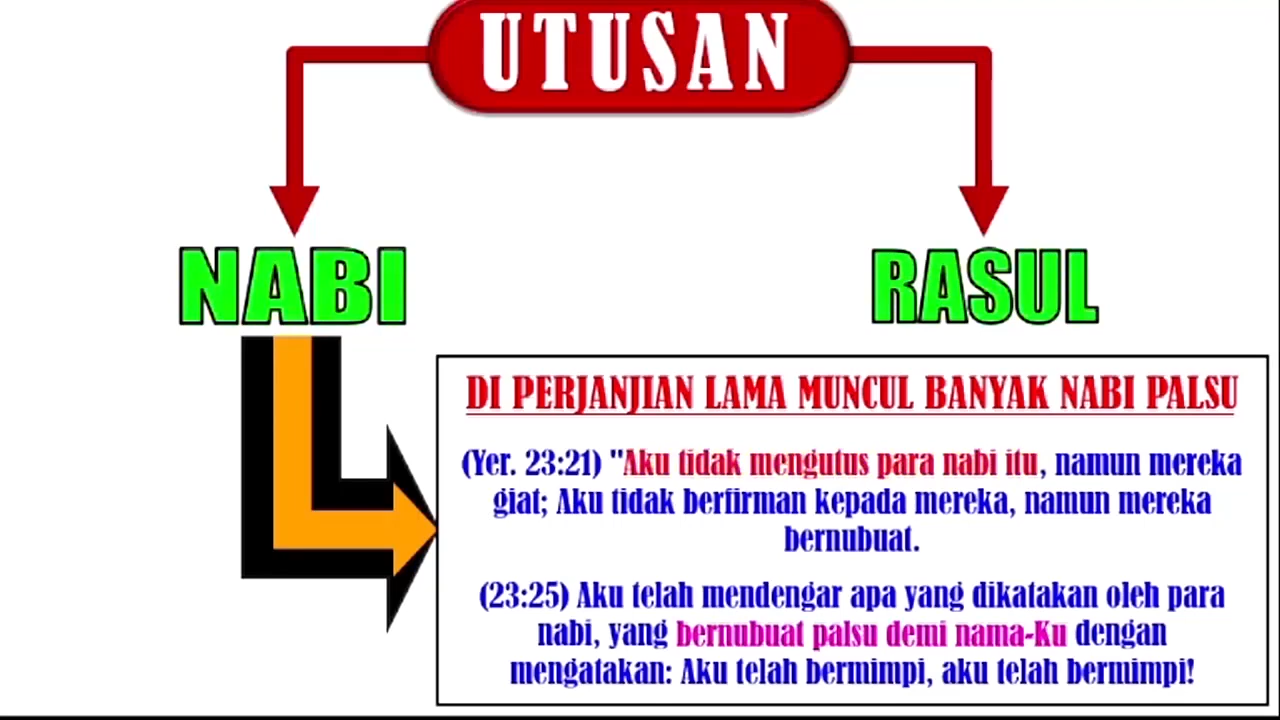 UTUSAN
NABI
RASUL
DI PERJANJIAN LAMA MUNCUL BANYAK NABI PALSU
(Yer. 23:21) "Aku tidak mengutus para nabi itu, namun mereka
giat; Aku tidak berfirman kepada mereka, namun mereka
bernubuat.
(23:25) Aku telah mendengar apa yang dikatakan oleh para
nabi, yang bernubuat palsu demi nama-Ku dengan
mengatakan: Aku telah bermimpi, aku telah bermimpi!